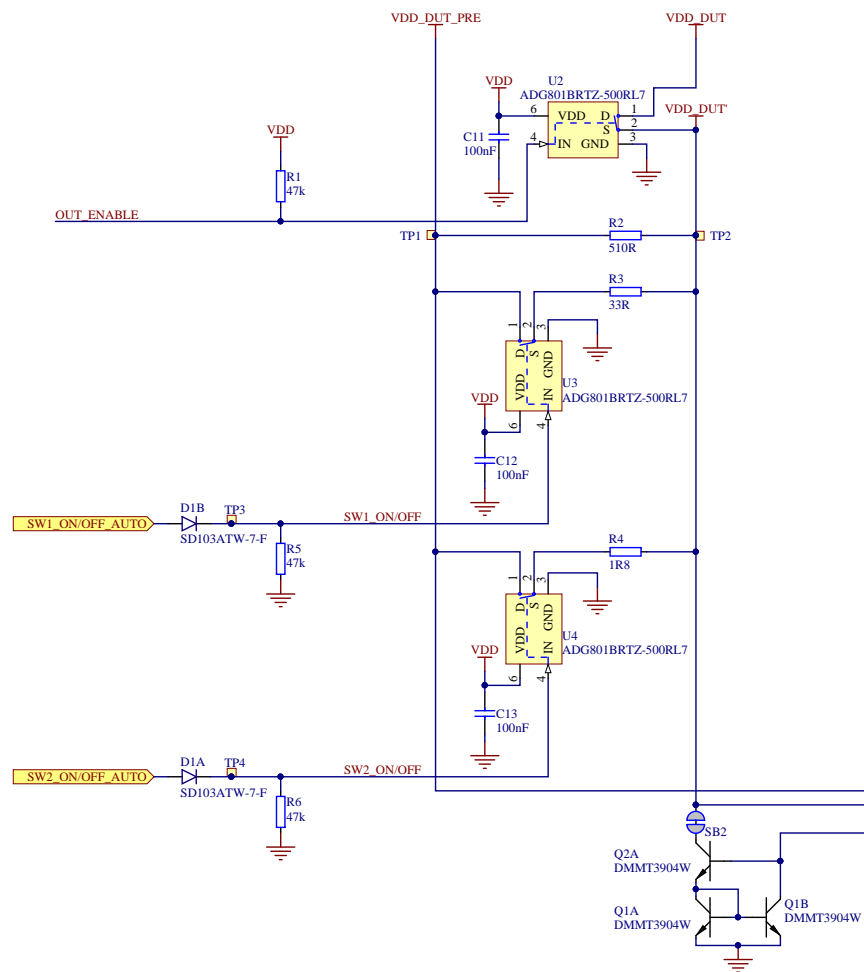 VDD_DUT_PRE
VDD_DUT
U2
ADG801BRTZ-500RL7
VDD
6
VDD
D
1
VDD_DUT'
S
2
C11
100nF
4
IN
GND
3
VDD
R1
47k
OUT_ENABLE
TP1
R2
510R
TP2
R3
33R
1
2
3
D
S
GND
VDD
IN
U3
ADG801BRTZ-500RL7
VDD
6
4
C12
100nF
SW1_ON/OFF_AUTO
D1B
SD103ATW-7-F
TP3
SW1_ON/OFF
R5
47k
R4
1R8
1
2
3
D
S
GND
VDD
IN
U4
ADG801BRTZ-500RL7
VDD
6
4
C13
100nF
SW2_ON/OFF_AUTO
D1A
SD103ATW-7-F
TP4
SW2_ON/OFF
R6
47k
SB2
Q2A
DMMT3904W
Q1A
DMMT3904W
Q1B
DMMT3904W